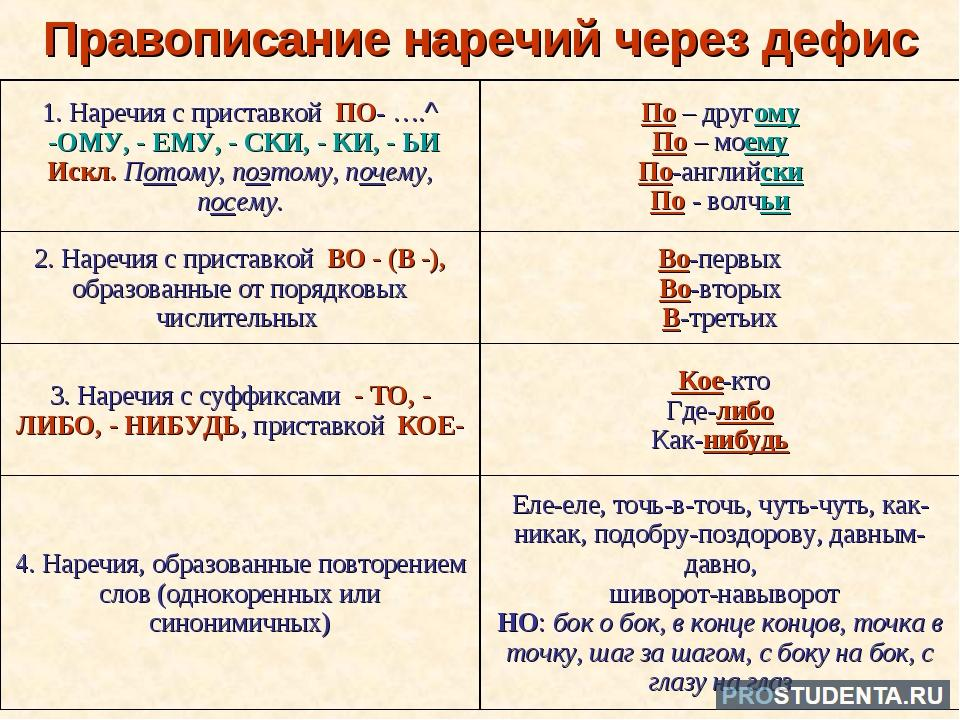 Правописание наречий через дефис
1. Наречия с приставкой ПО- ….^
-ОМУ, - ЕМУ, - СКИ, - КИ, - ЬИ
Искл. Потому, поэтому, почему,
посему.
По – другому
По – моему
По-английски
По - волчьи
2. Наречия с приставкой ВО - (В -),
образованные от порядковых
числительных
Во-первых
Во-вторых
В-третьих
3. Наречия с суффиксами - ТО, -
ЛИБО, - НИБУДЬ, приставкой КОЕ-
Кое-кто
Где-либо
Как-нибудь
4. Наречия, образованные повторением
слов (однокоренных или
синонимичных)
Еле-еле, точь-в-точь, чуть-чуть, как-
никак, подобру-поздорову, давным-
давно,
шиворот-навыворот
НО: бок о бок, в конце концов, точка в
точку, шаг за шагом, с боку на бок, с
глазу на глаз
PROSTUDENTA.RU